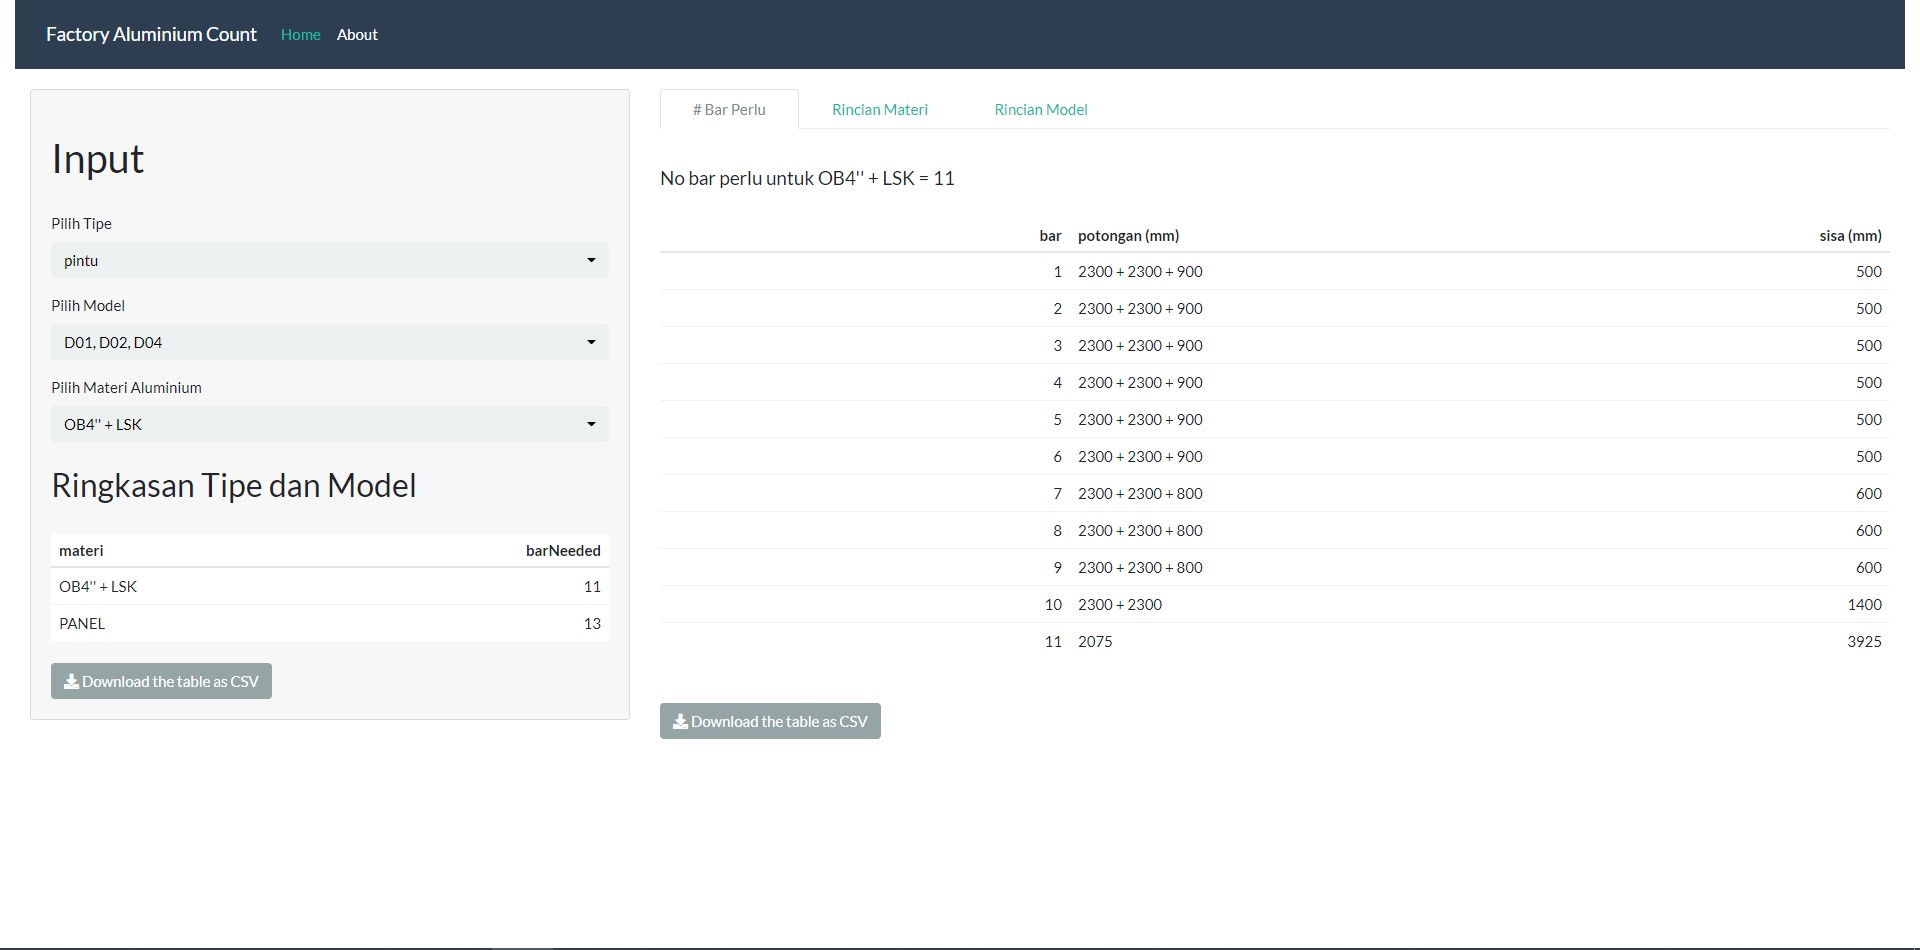 Factory Aluminium Count Home About
Input
Pilih Tipe
pintu
Pilih Model
D01, D02, D04
Pilih Materi Aluminium
OB4'' + LSK
Ringkasan Tipe dan Model
materi barNeeded
OB4'' + LSK 11
PANEL 13
Download the table as CSV
# Bar Perlu Rincian Materi Rincian Model
No bar perlu untuk OB4'' + LSK = 11
bar potongan (mm) sisa (mm)
1 2300 + 2300 + 900 500
2 2300 + 2300 + 900 500
3 2300 + 2300 + 900 500
4 2300 + 2300 + 900 500
5 2300 + 2300 + 900 500
6 2300 + 2300 + 900 500
7 2300 + 2300 + 800 600
8 2300 + 2300 + 800 600
9 2300 + 2300 + 800 600
10 2300 + 2300 1400
11 2075 3925
Download the table as CSV